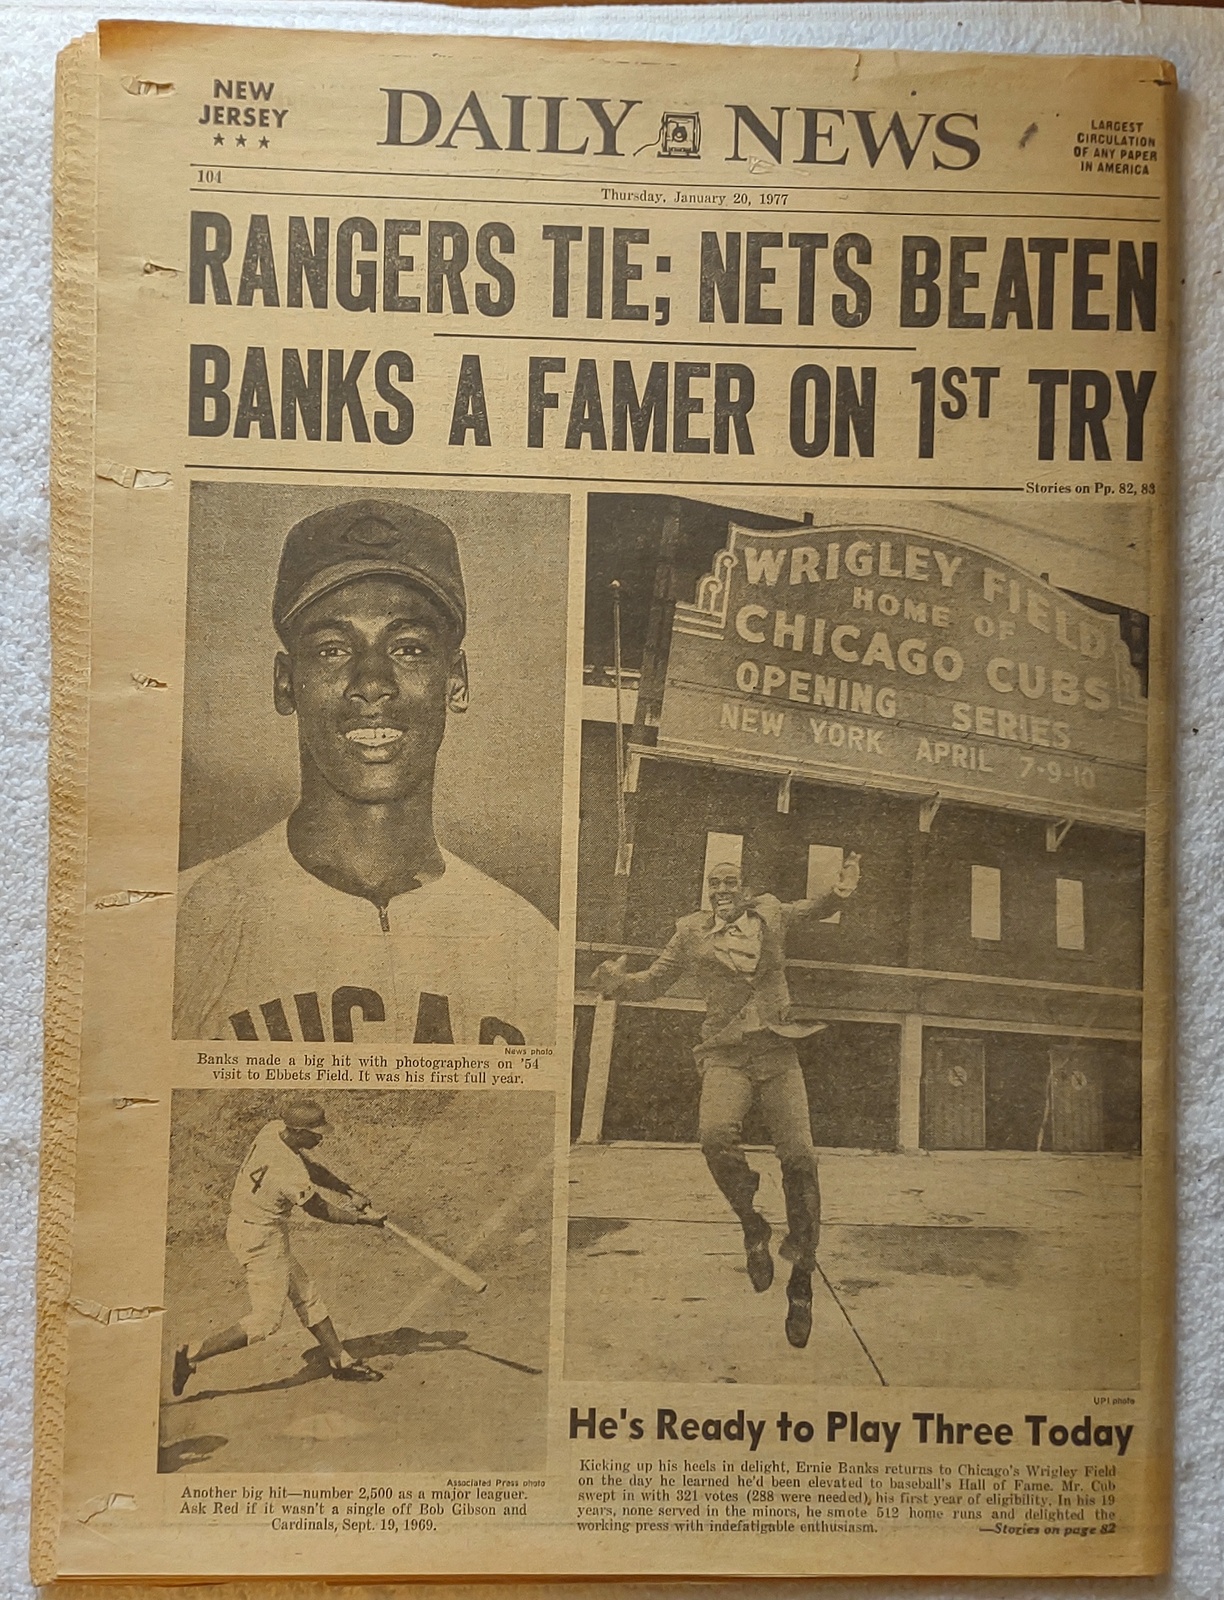 NEW
JERSEY
★ ★ ★
DAILY NEWS
LARGEST
CIRCULATION
OF ANY PAPER
IN AMERICA
104
Thursday, January 20, 1977
RANGERS TIE; NETS BEATEN
BANKS A FAMER ON 1ST TRY
Stories on Pp. 82, 83
WRIGLEY FIELD
HOME OF
CHICAGO CUBS
OPENING SERIES
NEW YORK APRIL 7-9-10
CHICAG
News photo
Banks made a big hit with photographers on '54
visit to Ebbets Field. It was his first full year.
4
Associated Press photo
Another big hit—number 2,500 as a major leaguer.
Ask Red if it wasn't a single off Bob Gibson and
Cardinals, Sept. 19, 1969.
UPI photo
He's Ready to Play Three Today
Kicking up his heels in delight, Ernie Banks returns to Chicago's Wrigley Field
on the day he learned he'd been elevated to baseball's Hall of Fame. Mr. Cub
swept in with 321 votes (288 were needed), his first year of eligibility. In his 19
years, none served in the minors, he smote 512 home runs and delighted the
working press with indefatigable enthusiasm.
—Stories on page 82